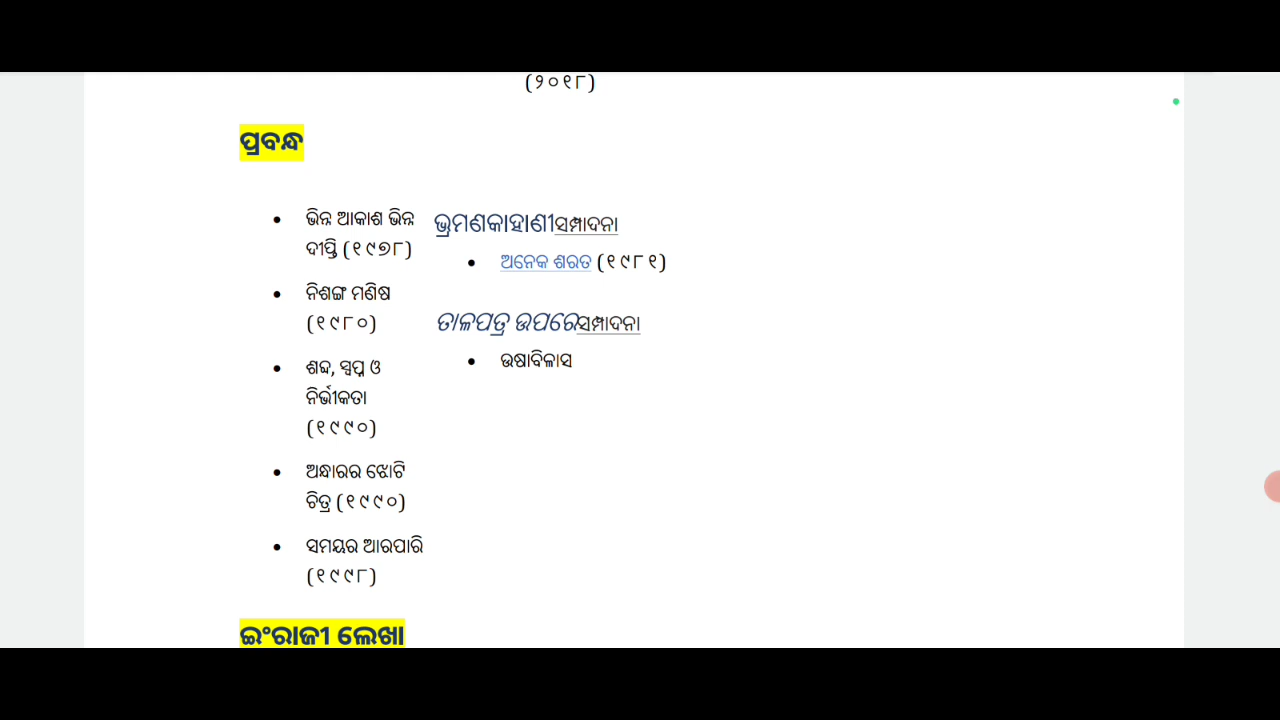 (୨୦୧୮)
ପ୍ରବନ୍ଧ
• ଭିନ୍ନ ଆକାଶ ଭିନ୍ନ
ଦୀପ୍ତି (୧୯୭୮)
• ନିଶଙ୍ଗ ମଣିଷ
(୧୯୮୦)
• ଶବ୍ଦ, ସ୍ୱପ୍ନ ଓ
ନିର୍ଭୀକତା
(୧୯୯୦)
• ଅନ୍ଧାରର ଝୋଟି
ଚିତ୍ର (୧୯୯୦)
• ସମୟର ଆରପାରି
(୧୯୯୮)
ଭ୍ରମଣକାହାଣୀସମ୍ପାଦନା
• ଅନେକ ଶରତ (୧୯୮୧)
ତାଳପତ୍ର ଉପରେସମ୍ପାଦନା
• ଉଷାବିଳାସ
ଇଂରାଜୀ ଲେଖା